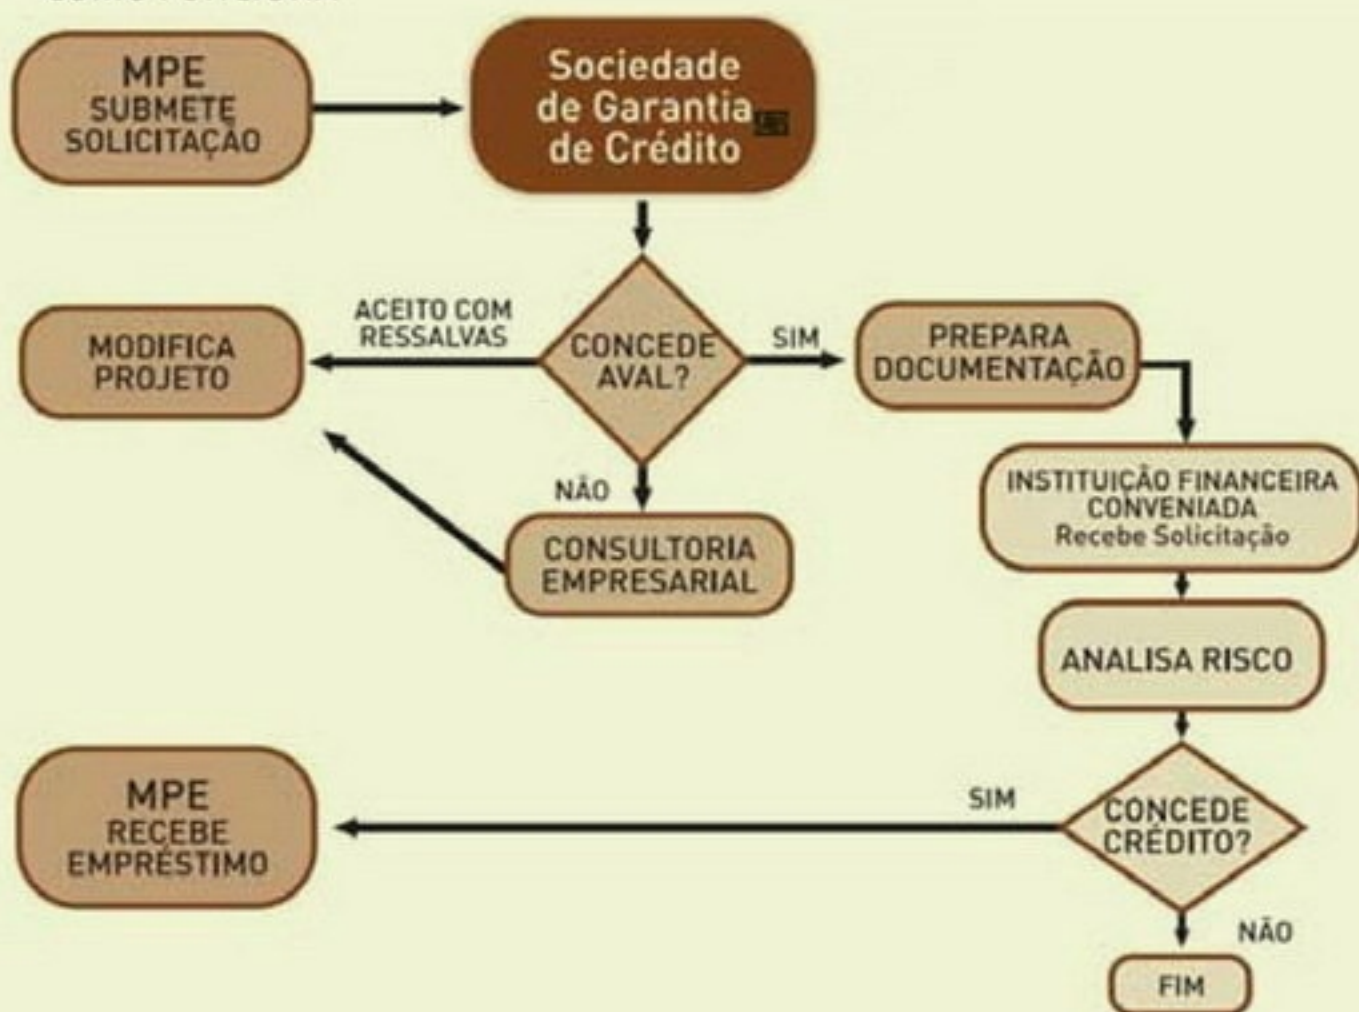 MPE
SUBMETE
SOLICITAÇÃO
Sociedade
de Garantia
de Crédito
ACEITO COM
RESSALVAS
MODIFICA
PROJETO
CONCEDE
AVAL?
SIM
PREPARA
DOCUMENTAÇÃO
NÃO
CONSULTORIA
EMPRESARIAL
INSTITUIÇÃO FINANCEIRA
CONVENIADA
Recebe Solicitação
ANALISA RISCO
MPE
RECEBE
EMPRÉSTIMO
SIM
CONCEDE
CRÉDITO?
NÃO
FIM